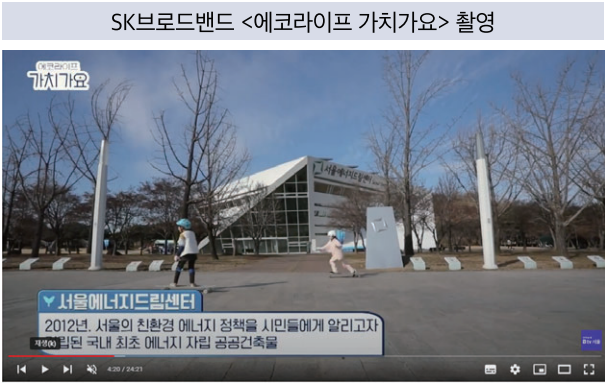 SK브로드밴드 <에코라이프 가치가요> 촬영
에코라이프
가치가요
서울에너지드림센터
서울에너지드림센터
2012년, 서울의 친환경 에너지 정책을 시민들에게 알리고자
립된 국내 최초 에너지 자립 공공건축물
재생(k)
4:20 / 24:21